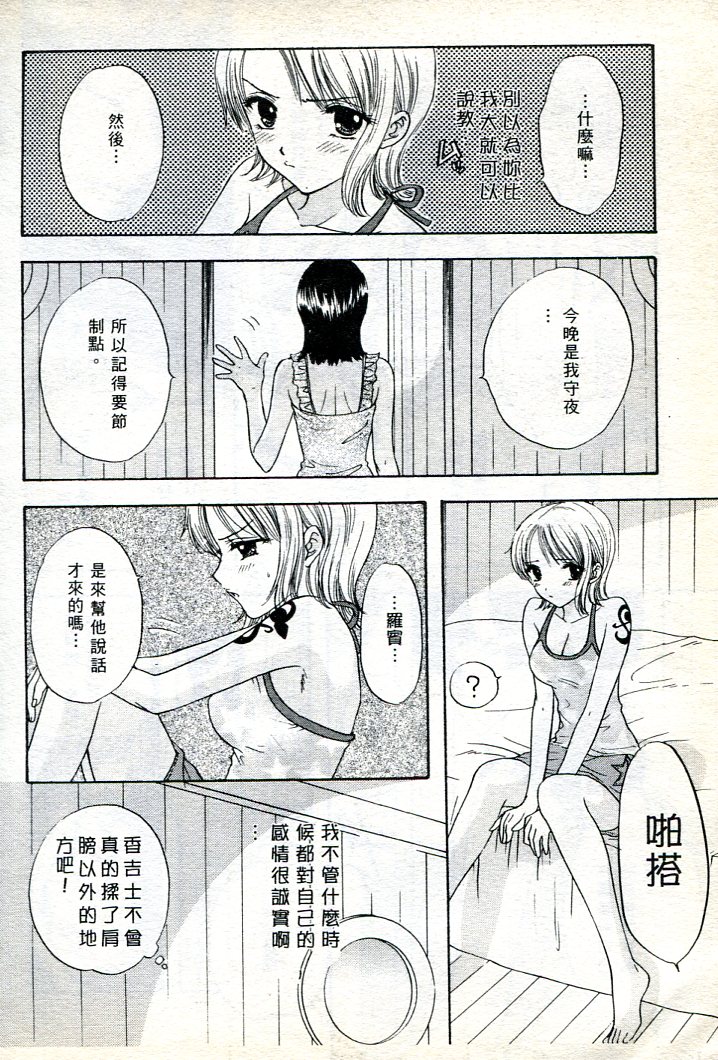 …什麼嘛…
別以為妳比
我大就可以
說教
然後…
今晚是我守夜
…
所以記得要節
制點。
啪搭
?
…羅賓…
是來幫他說話
才來的嗎…
我不管什麼時
候都對自己的
感情很誠實啊
…
香吉士不會
真的揉了肩
膀以外的地
方吧！